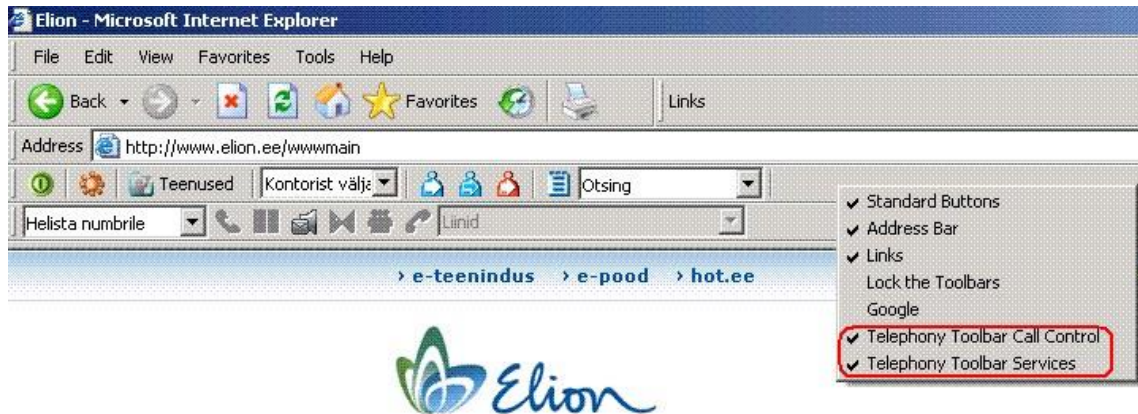 Elion - Microsoft Internet Explorer
File Edit View Favorites Tools Help
Back Favorites Links
Address http://www.elion.ee/wwwmain
Teenused Kontorist välja Otsing
Helista numbrile Liinid
› e-teenindus › e-pood › hot.ee
Elion
Standard Buttons
Address Bar
Links
Lock the Toolbars
Google
Telephony Toolbar Call Control
Telephony Toolbar Services